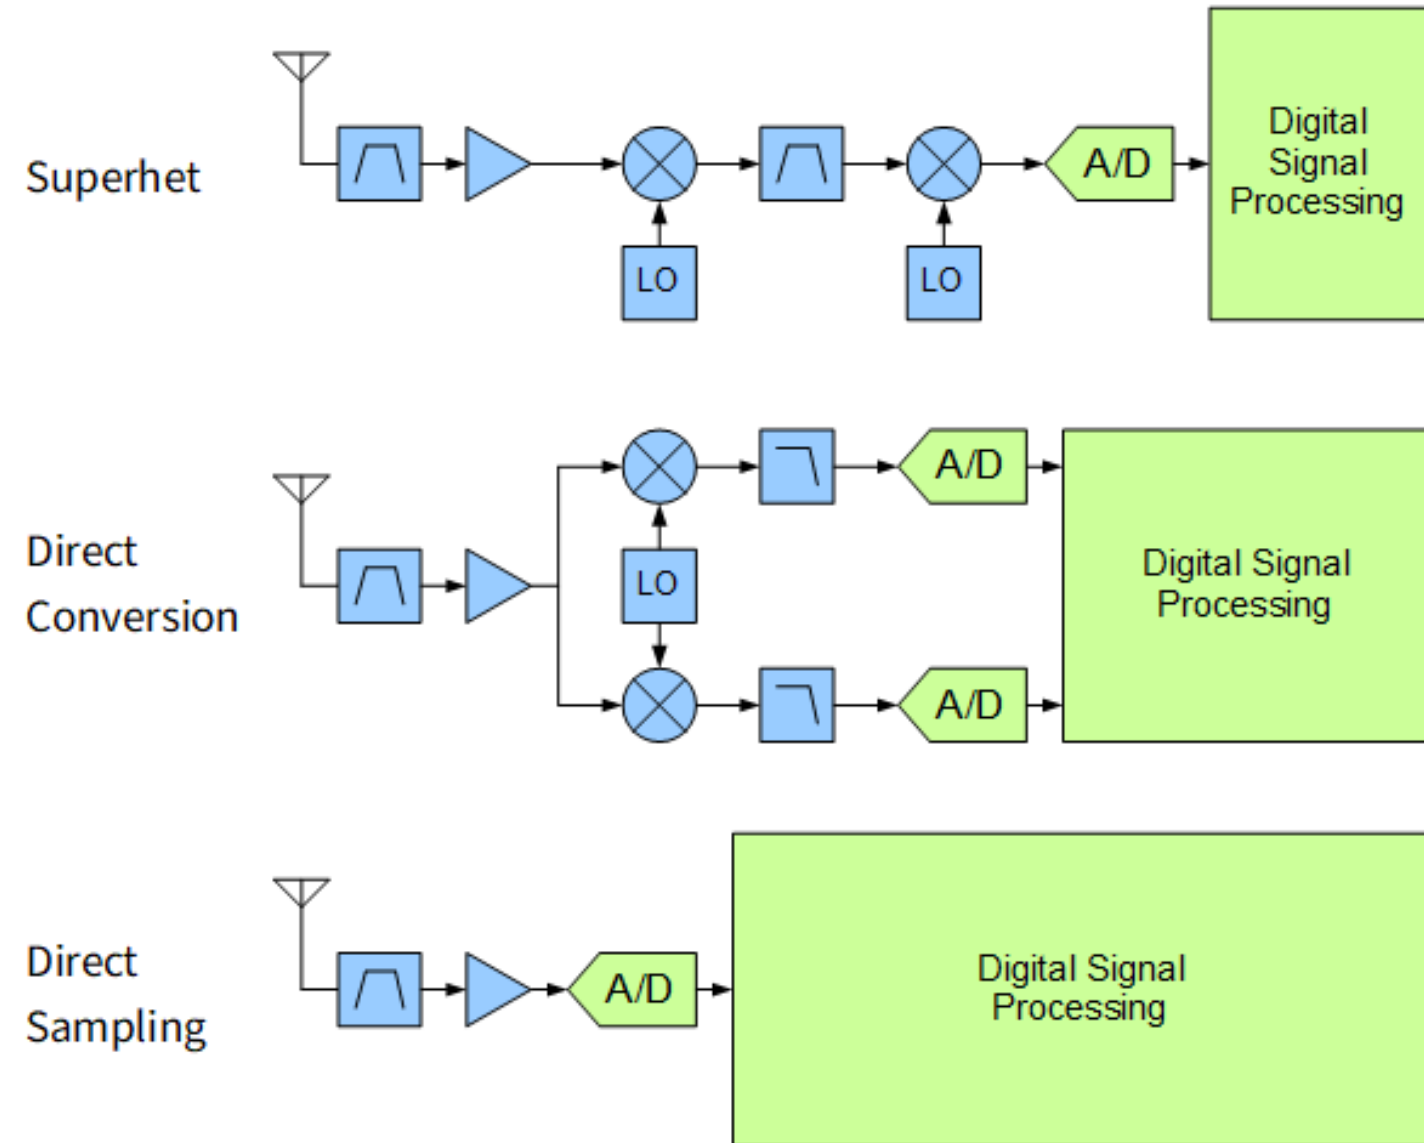 Superhet
LO
LO
A/D
Digital
Signal
Processing
Direct
Conversion
LO
A/D
A/D
Digital Signal
Processing
Direct
Sampling
A/D
Digital Signal
Processing